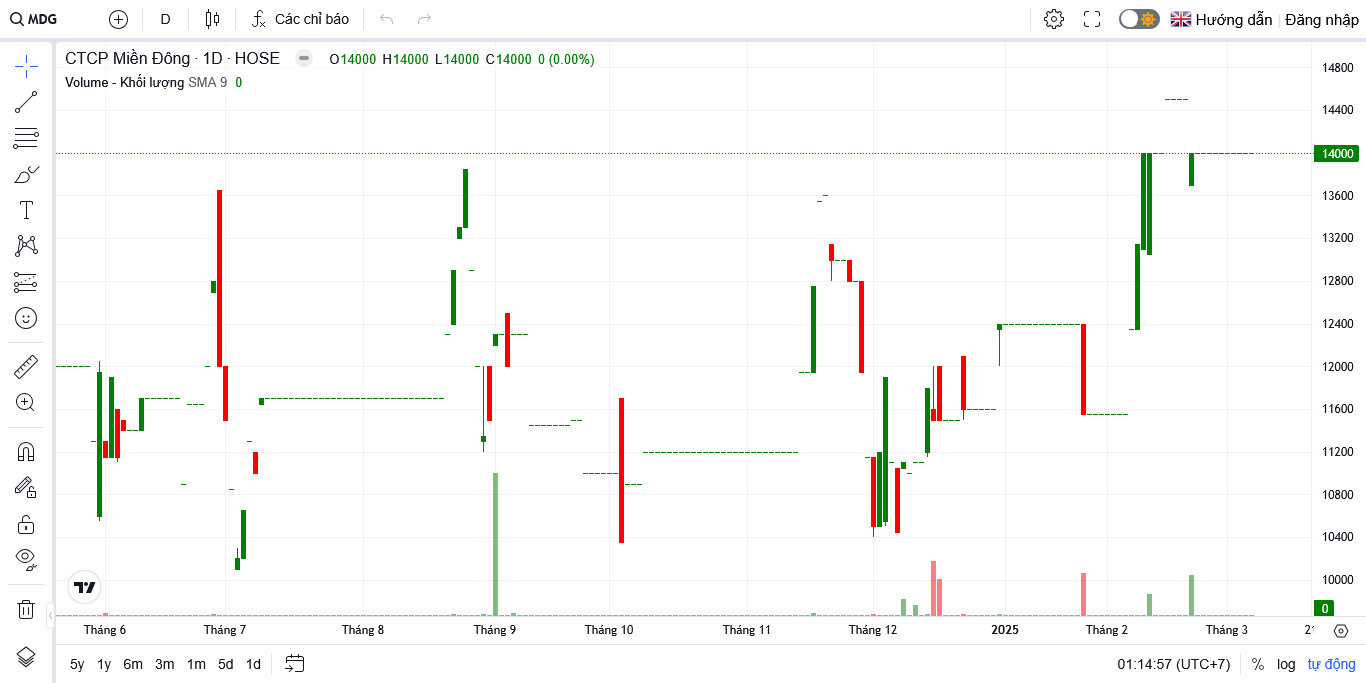 MDG D Các chỉ báo Hướng dẫn Đăng nhập
CTCP Miền Đông · 1D · HOSE O14000 H14000 L14000 C14000 0 (0.00%)
Volume - Khối lượng SMA 9 0
14800
14400
14000
13600
13200
12800
12400
12000
11600
11200
10800
10400
10000
0
Tháng 6 Tháng 7 Tháng 8 Tháng 9 Tháng 10 Tháng 11 Tháng 12 2025 Tháng 2 Tháng 3
5y 1y 6m 3m 1m 5d 1d 01:14:57 (UTC+7) % log tự động